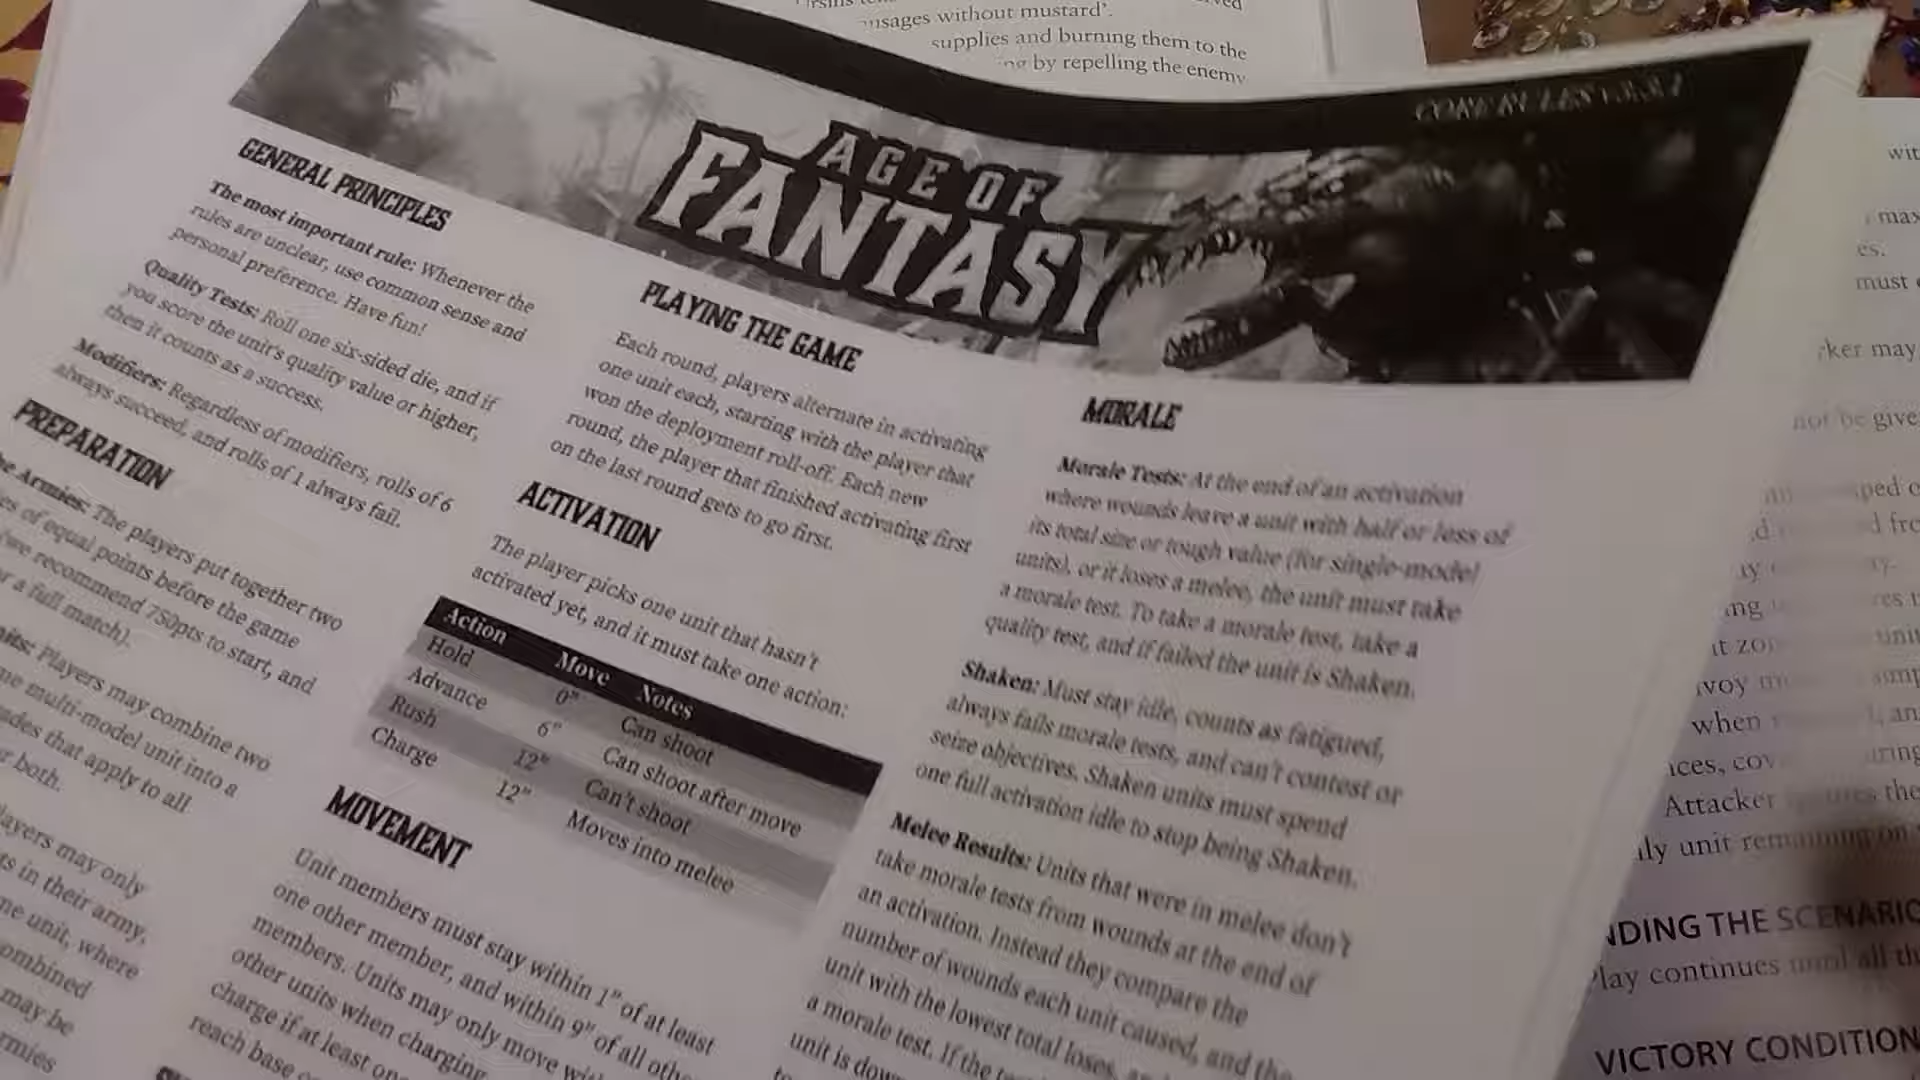 nsages without mustard'.
supplies and burning them to the
by repelling the enemy
AGE OF
FANTASY
GENERAL PRINCIPLES
The most important rule: Whenever the
rules are unclear, use common sense and
personal preference. Have fun!
Quality Tests: Roll one six-sided die, and if
you score the unit's quality value or higher,
then it counts as a success.
Modifiers: Regardless of modifiers, rolls of 6
always succeed, and rolls of 1 always fail.
PREPARATION
Armies: The players put together two
of equal points before the game
we recommend 750pts to start, and
a full match).
Players may combine two
multi-model unit into a
that apply to all
both.
may only
in their army,
unit, where
may be
PLAYING THE GAME
Each round, players alternate in activating
one unit each, starting with the player that
won the deployment roll-off. Each new
round, the player that finished activating first
on the last round gets to go first.
ACTIVATION
The player picks one unit that hasn't
activated yet, and it must take one action:
Action Move Notes
Hold 0" Can shoot
Advance 6" Can shoot after move
Rush 12" Can't shoot
Charge 12" Moves into melee
MOVEMENT
Unit members must stay within 1" of at least
one other member, and within 9" of all other
members. Units may only move
other units when charging
charge if at least
reach base
MORALE
Morale Tests: At the end of an activation
where wounds leave a unit with half or less of
its total size or tough value (for single-model
units), or it loses a melee, the unit must take
a morale test. To take a morale test, take a
quality test, and if failed the unit is Shaken.
Shaken: Must stay idle, counts as fatigued,
always fails morale tests, and can't contest or
seize objectives. Shaken units must spend
one full activation idle to stop being Shaken.
Melee Results: Units that were in melee don't
take morale tests from wounds at the end of
an activation. Instead they compare the
number of wounds each unit caused, and the
unit with the lowest total loses,
a morale test. If the
unit is
must
may
be give
unit
when
Attacker the
unit remaining on
NDING THE SCENARIO
Play continues until all
VICTORY CONDITION